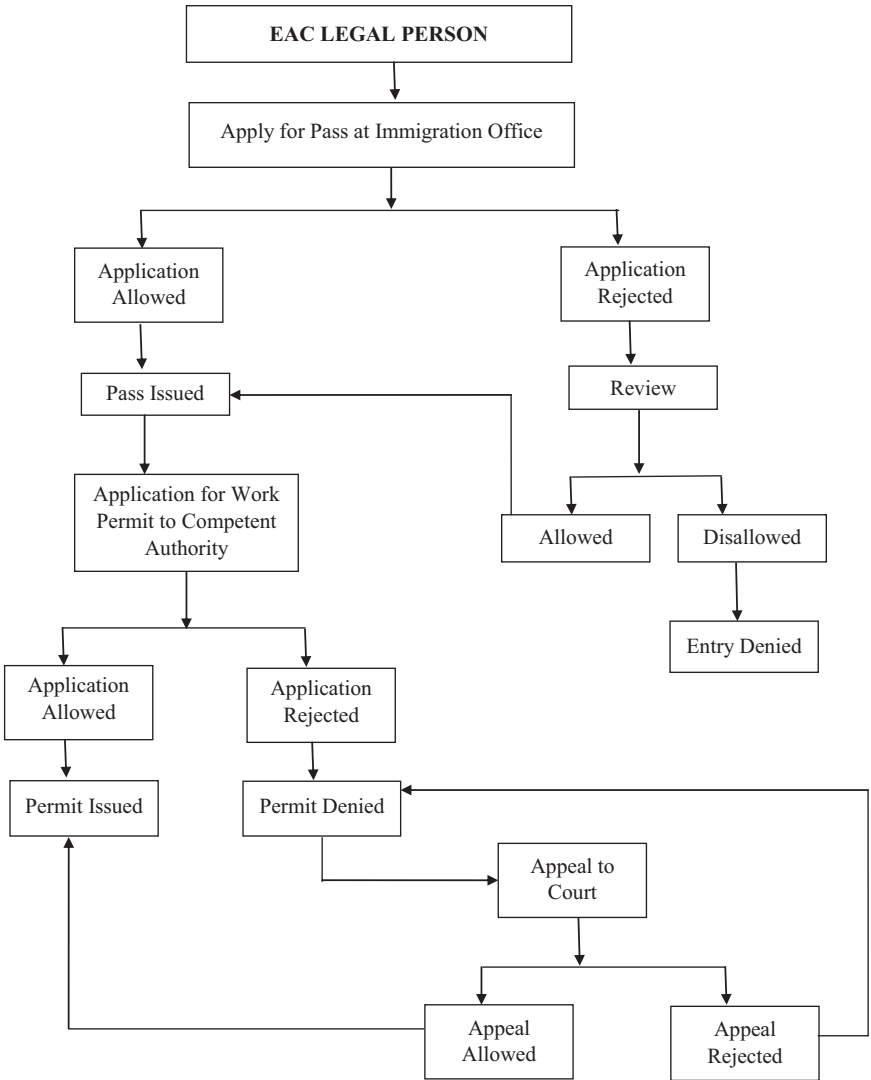 EAC LEGAL PERSON
Apply for Pass at Immigration Office
Application
Allowed
Application
Rejected
Pass Issued
Review
Application for Work
Permit to Competent
Authority
Allowed
Disallowed
Entry Denied
Application
Allowed
Application
Rejected
Permit Issued
Permit Denied
Appeal to
Court
Appeal
Allowed
Appeal
Rejected